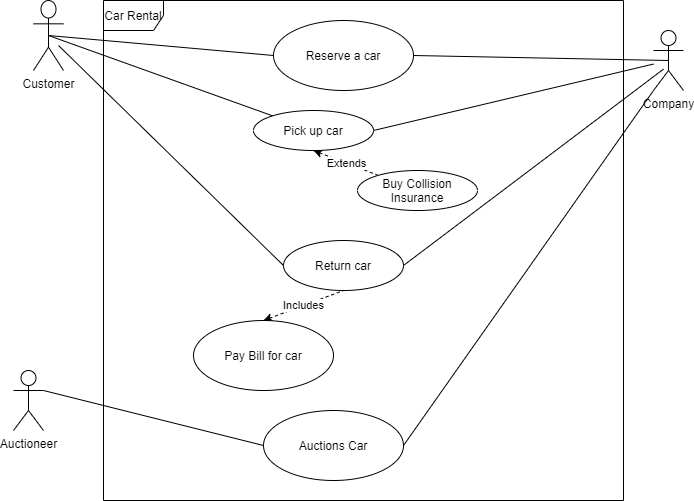 Car Rental
Reserve a car
Customer
Company
Pick up car
Extends
Buy Collision
Insurance
Return car
Includes
Pay Bill for car
Auctioneer
Auctions Car